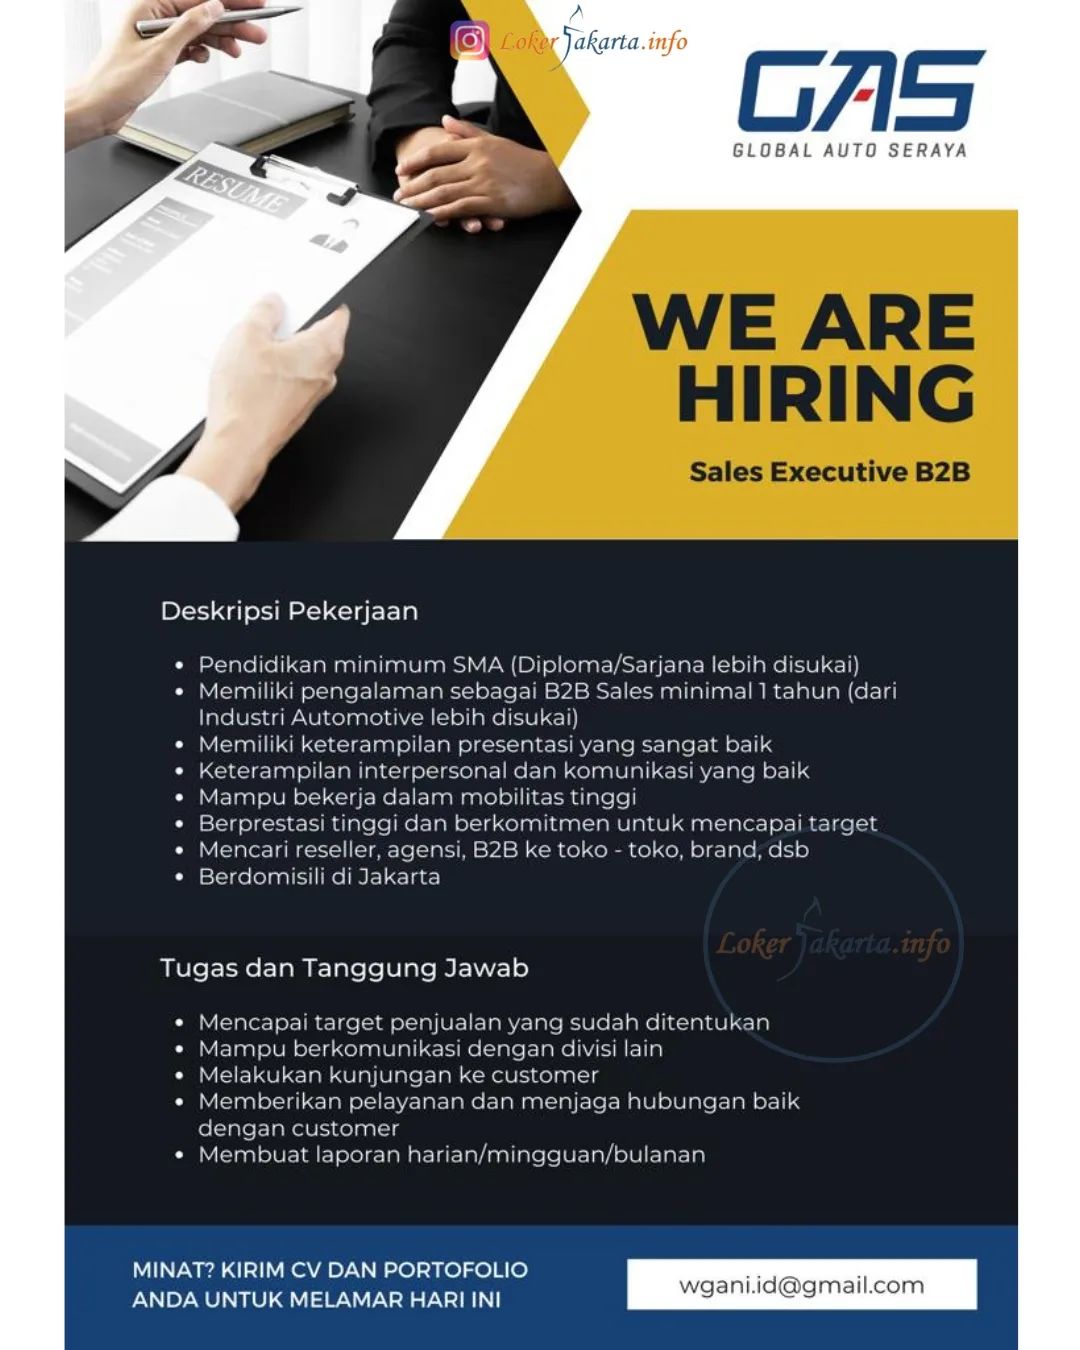 LokerJakarta.info
GAS
GLOBAL AUTO SERAYA
RESUME
WE ARE
HIRING
Sales Executive B2B
Deskripsi Pekerjaan
• Pendidikan minimum SMA (Diploma/Sarjana lebih disukai)
• Memiliki pengalaman sebagai B2B Sales minimal 1 tahun (dari
Industri Automotive lebih disukai)
• Memiliki keterampilan presentasi yang sangat baik
• Keterampilan interpersonal dan komunikasi yang baik
• Mampu bekerja dalam mobilitas tinggi
• Berprestasi tinggi dan berkomitmen untuk mencapai target
• Mencari reseller, agensi, B2B ke toko - toko, brand, dsb
• Berdomisili di Jakarta
LokerJakarta.info
Tugas dan Tanggung Jawab
• Mencapai target penjualan yang sudah ditentukan
• Mampu berkomunikasi dengan divisi lain
• Melakukan kunjungan ke customer
• Memberikan pelayanan dan menjaga hubungan baik
dengan customer
• Membuat laporan harian/mingguan/bulanan
MINAT? KIRIM CV DAN PORTOFOLIO
ANDA UNTUK MELAMAR HARI INI
wgani.id@gmail.com